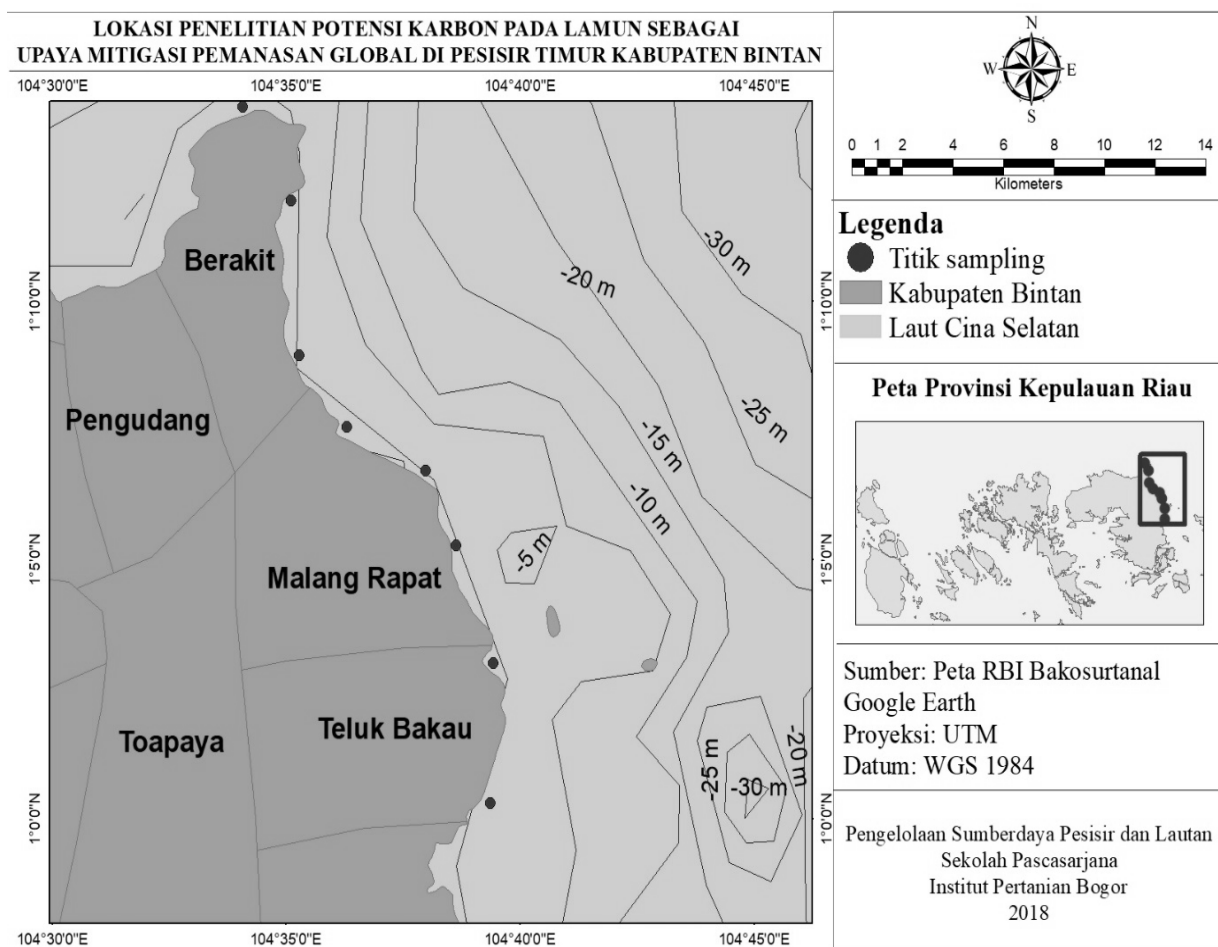 LOKASI PENELITIAN POTENSI KARBON PADA LAMUN SEBAGAI
UPAYA MITIGASI PEMANASAN GLOBAL DI PESISIR TIMUR KABUPATEN BINTAN
104°30'0"E 104°35'0"E 104°40'0"E 104°45'0"E
1°10'0"N
1°5'0"N
1°0'0"N
Berakit
Pengudang
Malang Rapat
Toapaya
Teluk Bakau
-30 m
-20 m
-25 m
-15 m
-10 m
-5 m
-25 m
-30 m
-20 m
1°10'0"N
1°5'0"N
1°0'0"N
104°30'0"E 104°35'0"E 104°40'0"E 104°45'0"E
N
W E
S
0 1 2 4 6 8 10 12 14
Kilometers
Legenda
Titik sampling
Kabupaten Bintan
Laut Cina Selatan
Peta Provinsi Kepulauan Riau
Sumber: Peta RBI Bakosurtanal
Google Earth
Proyeksi: UTM
Datum: WGS 1984
Pengelolaan Sumberdaya Pesisir dan Lautan
Sekolah Pascasarjana
Institut Pertanian Bogor
2018